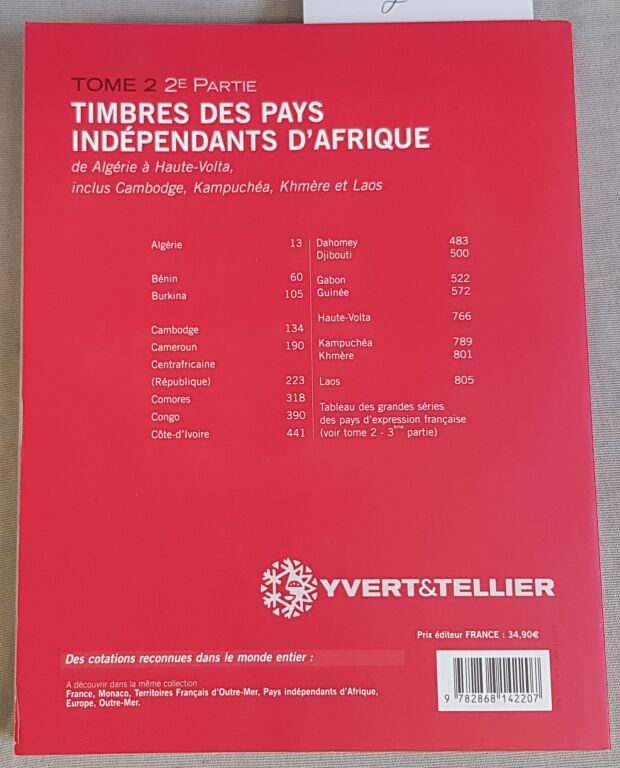 TOME 2 2E PARTIE
TIMBRES DES PAYS
INDÉPENDANTS D'AFRIQUE
de Algérie à Haute-Volta,
inclus Cambodge, Kampuchéa, Khmère et Laos
Algérie 13
Bénin 60
Burkina 105
Cambodge 134
Cameroun 190
Centrafricaine
(République) 223
Comores 318
Congo 390
Côte-d'Ivoire 441
Dahomey 483
Djibouti 500
Gabon 522
Guinée 572
Haute-Volta 766
Kampuchéa 789
Khmère 801
Laos 805
Tableau des grandes séries
des pays d'expression française
(voir tome 2 - 3ème partie)
YVERT&TELLIER
Prix éditeur FRANCE : 34,90€
Des cotations reconnues dans le monde entier :
A découvrir dans la même collection
France, Monaco, Territoires Français d'Outre-Mer, Pays indépendants d'Afrique,
Europe, Outre-Mer.
9 782868 142207